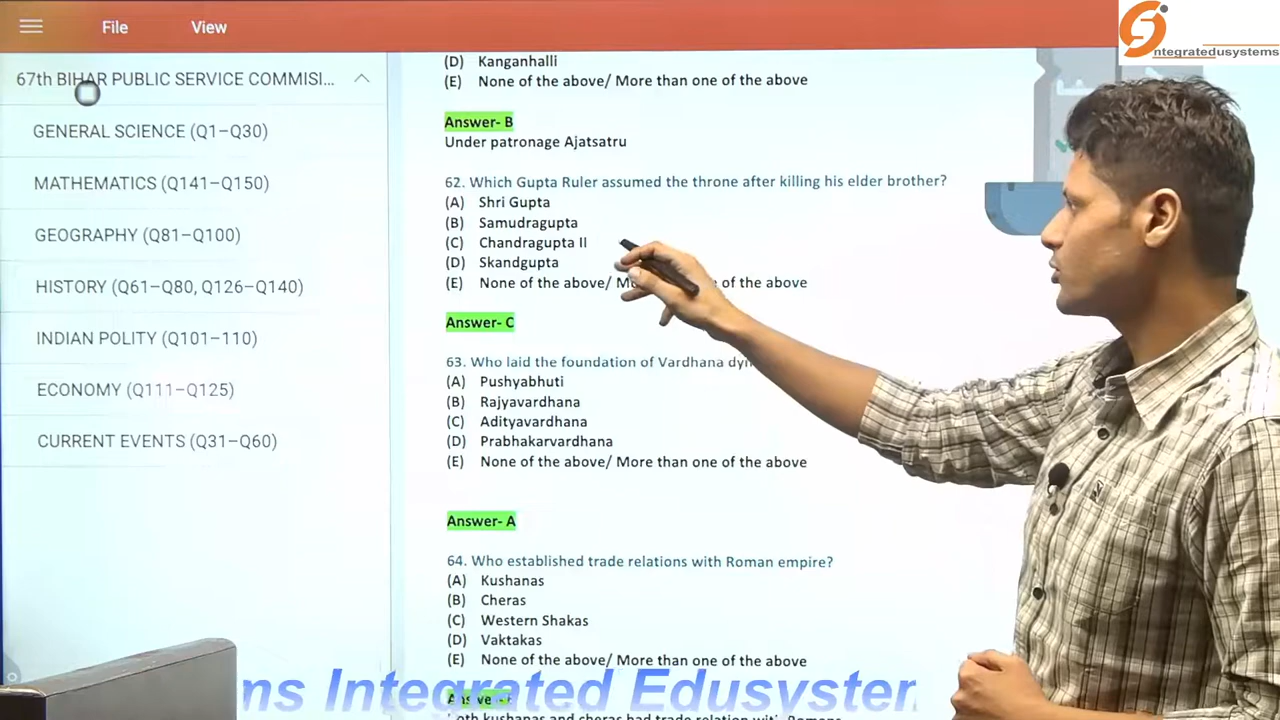 File
View
ntegratedusystems
67th BIHAR PUBLIC SERVICE COMMISI...
GENERAL SCIENCE (Q1–Q30)
MATHEMATICS (Q141–Q150)
GEOGRAPHY (Q81–Q100)
HISTORY (Q61–Q80, Q126–Q140)
INDIAN POLITY (Q101–110)
ECONOMY (Q111–Q125)
CURRENT EVENTS (Q31–Q60)
(D) Kanganhalli
(E) None of the above/ More than one of the above
Answer- B
Under patronage Ajatsatru
62. Which Gupta Ruler assumed the throne after killing his elder brother?
(A) Shri Gupta
(B) Samudragupta
(C) Chandragupta II
(D) Skandgupta
(E) None of the above/ of the above
Answer- C
63. Who laid the foundation of Vardhana
(A) Pushyabhuti
(B) Rajyavardhana
(C) Adityavardhana
(D) Prabhakarvardhana
(E) None of the above/ More than one of the above
Answer- A
64. Who established trade relations with Roman empire?
(A) Kushanas
(B) Cheras
(C) Western Shakas
(D) Vaktakas
(E) None of the above/ More than one of the above
ns Integrated Edusystem